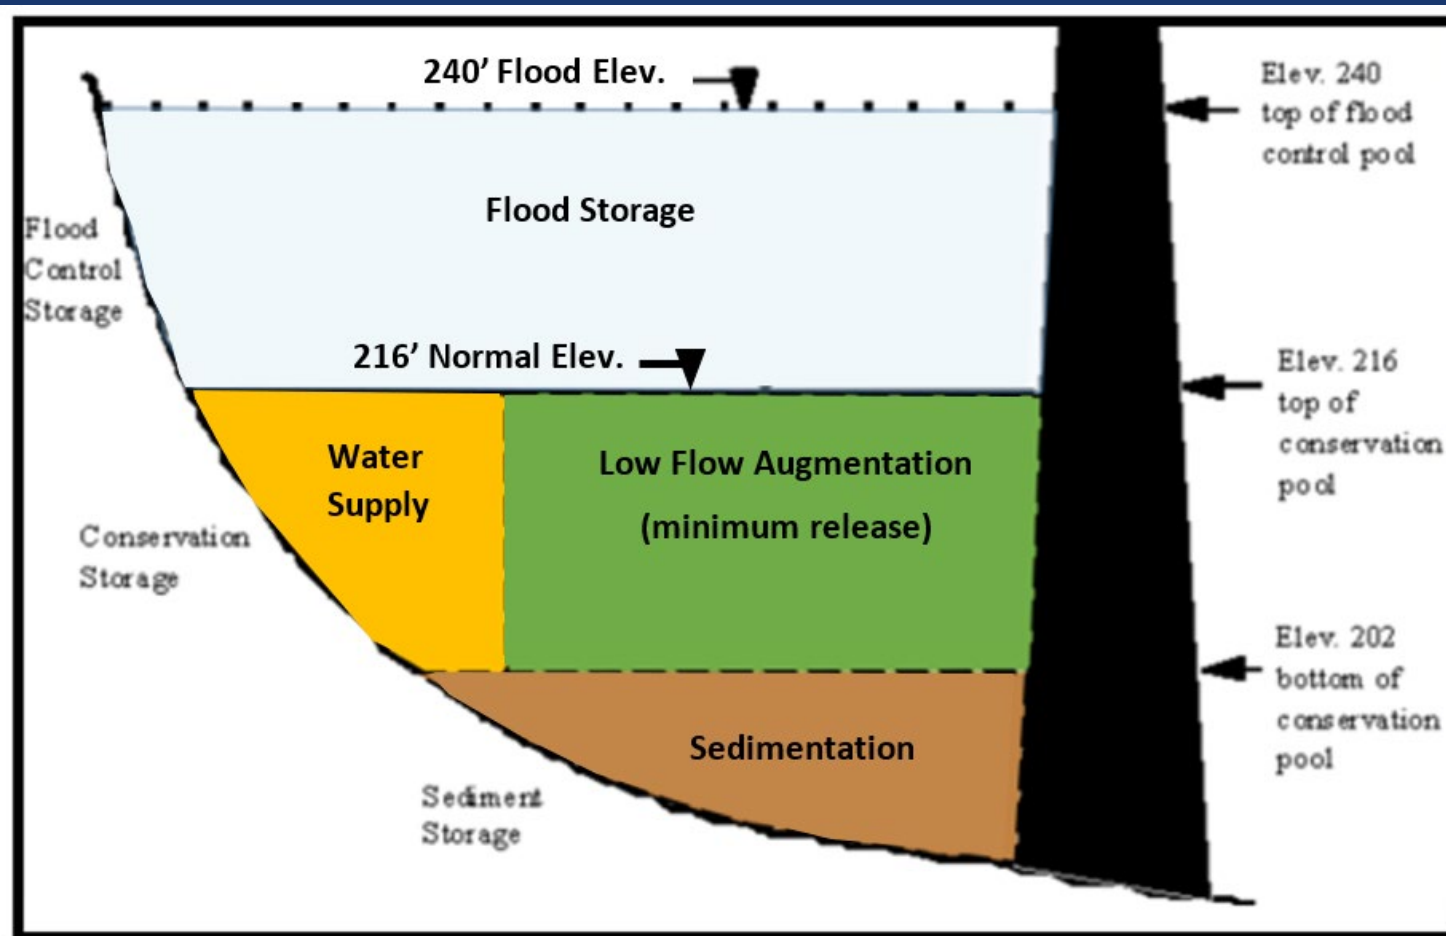 240’ Flood Elev.
Elev. 240
top of flood
control pool
Flood Storage
Flood
Control
Storage
216’ Normal Elev.
Elev. 216
top of
conservation
pool
Water
Supply
Low Flow Augmentation
(minimum release)
Conservation
Storage
Elev. 202
bottom of
conservation
pool
Sedimentation
Sediment
Storage